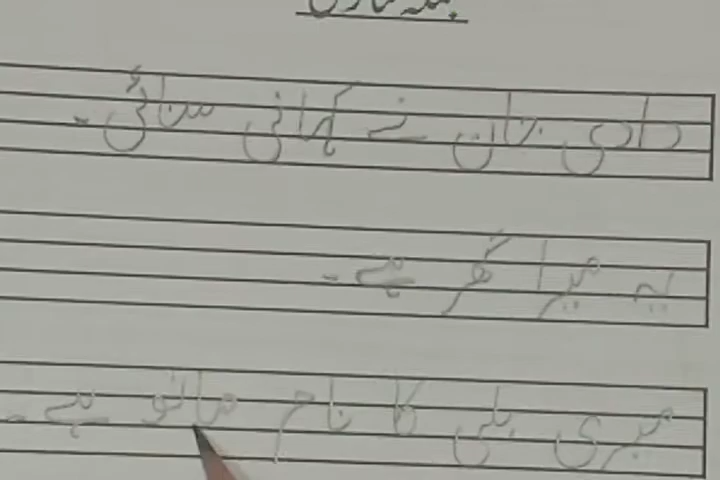 دادی جان نے کہانی سنائی۔
یہ میرا گھر ہے۔
میری بلی کا نام مانو ہے۔